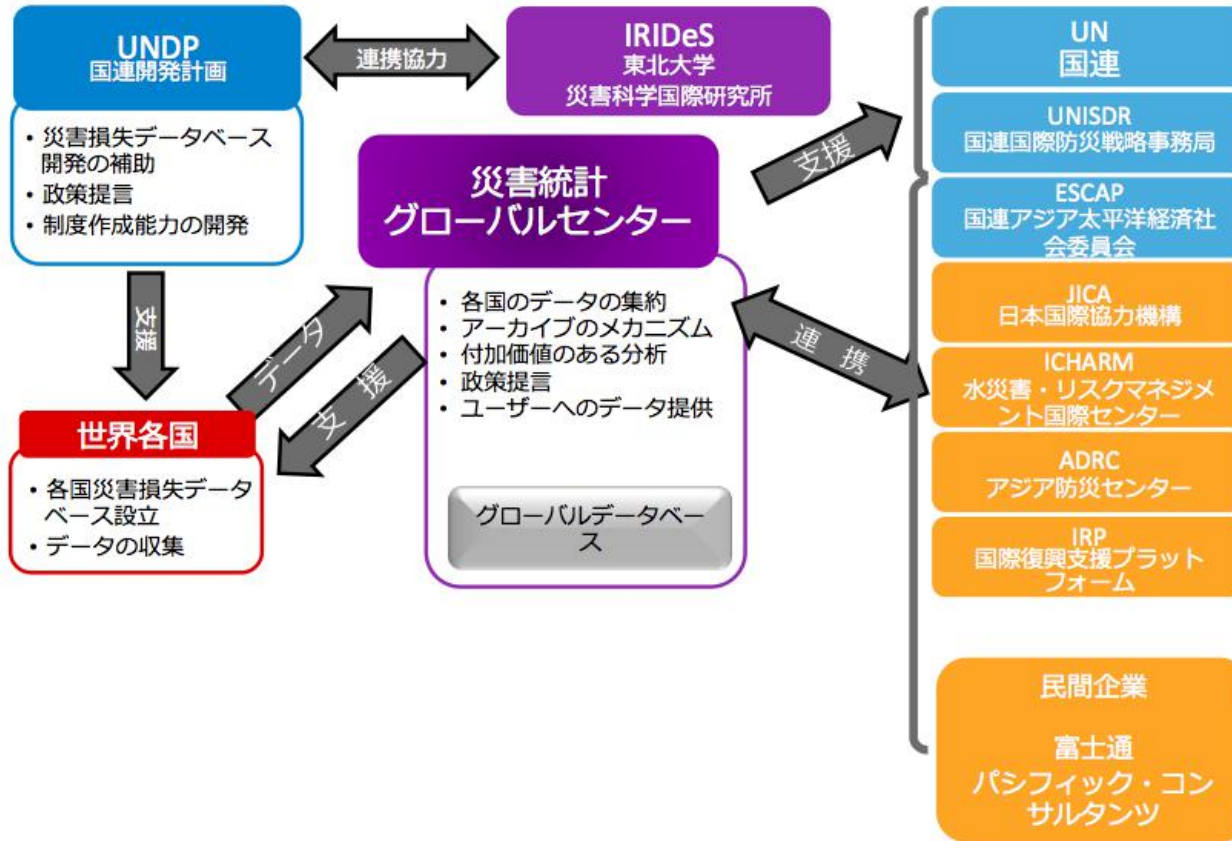 UNDP
国連開発計画
• 災害損失データベース
開発の補助
• 政策提言
• 制度作成能力の開発
連携協力
IRIDeS
東北大学
災害科学国際研究所
災害統計
グローバルセンター
• 各国のデータの集約
• アーカイブのメカニズム
• 付加価値のある分析
• 政策提言
• ユーザーへのデータ提供
グローバルデータベー
ス
支援
データ
支 援
世界各国
• 各国災害損失データ
ベース設立
• データの収集
支援
連 携
UN
国連
UNISDR
国連国際防災戦略事務局
ESCAP
国連アジア太平洋経済社
会委員会
JICA
日本国際協力機構
ICHARM
水災害・リスクマネジメ
ント国際センター
ADRC
アジア防災センター
IRP
国際復興支援プラット
フォーム
民間企業
富士通
パシフィック・コン
サルタンツ